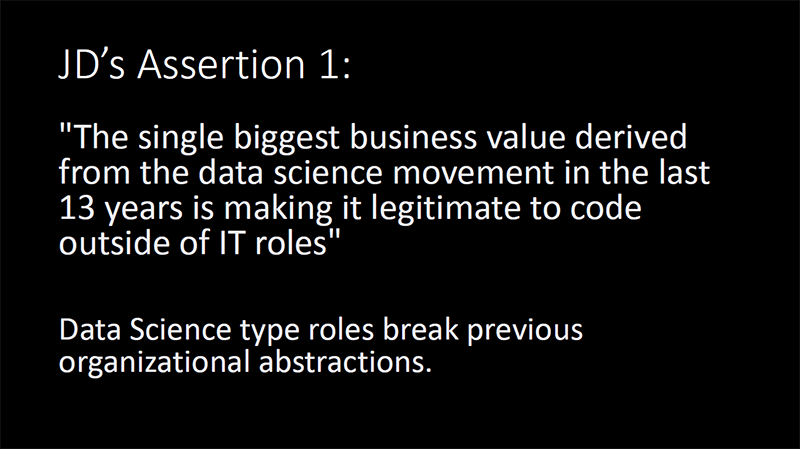 JD’s Assertion 1:
"The single biggest business value derived
from the data science movement in the last
13 years is making it legitimate to code
outside of IT roles"
Data Science type roles break previous
organizational abstractions.